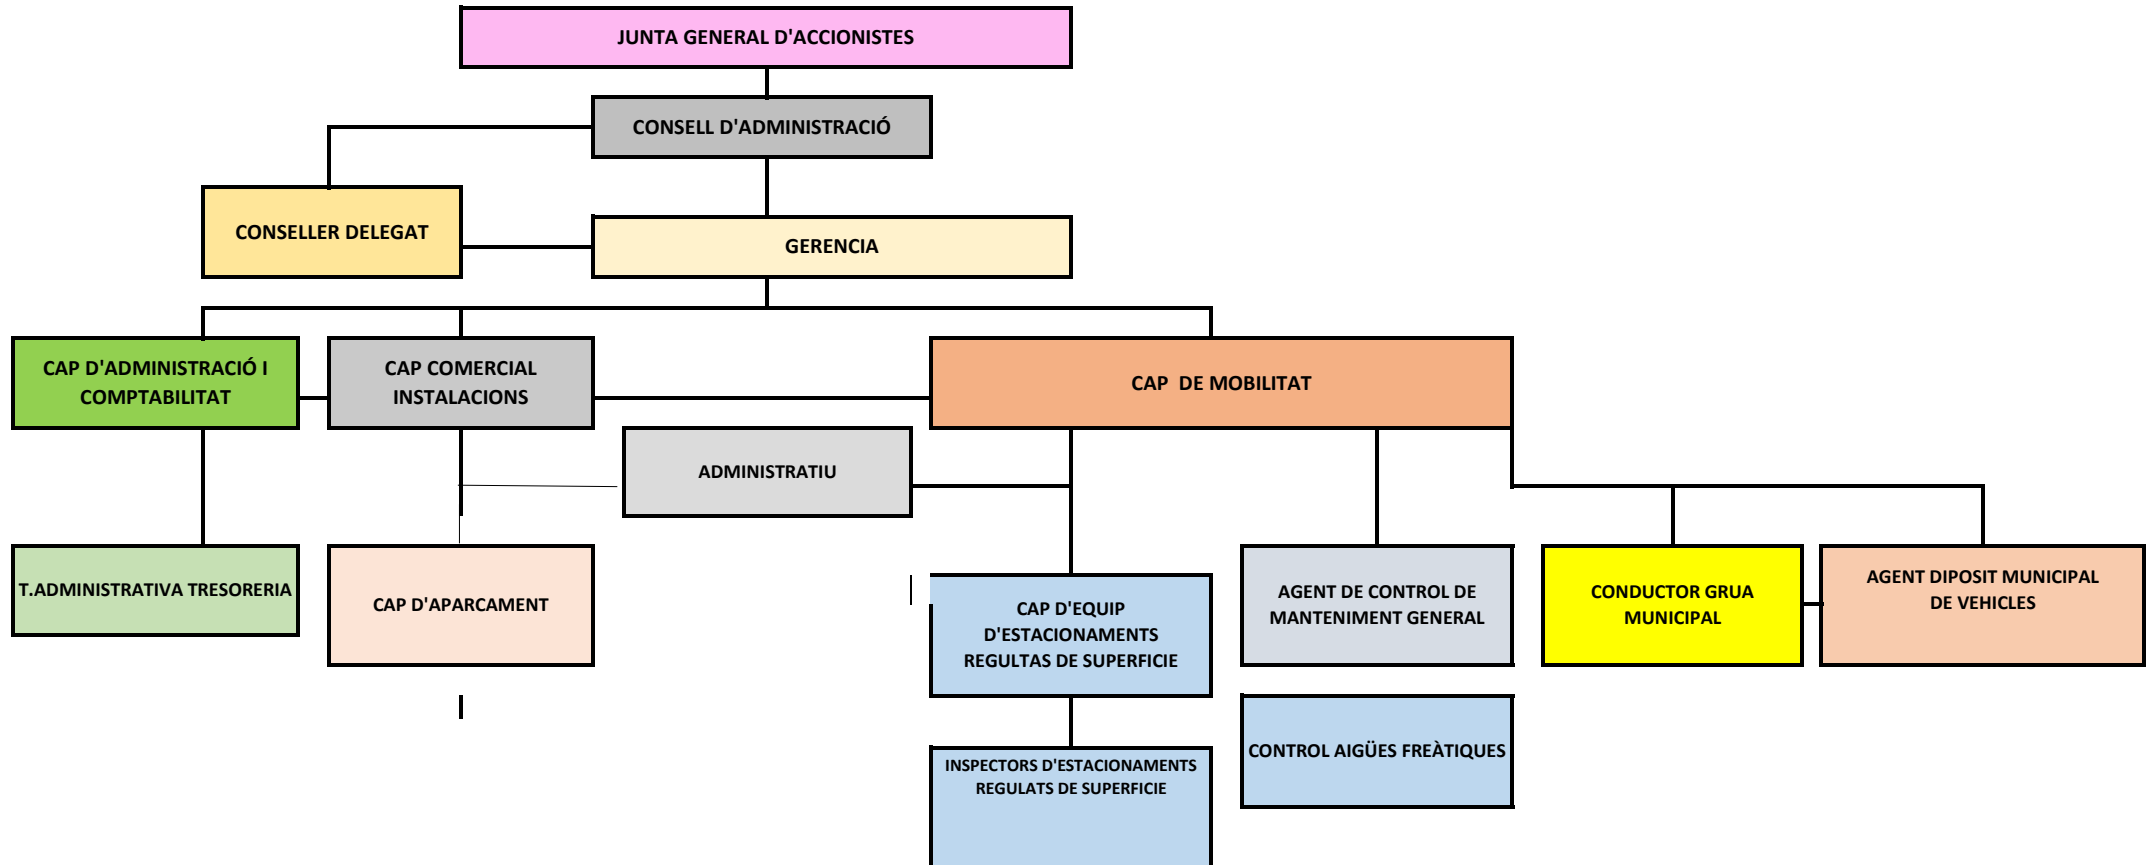 JUNTA GENERAL D'ACCIONISTES
CONSELL D'ADMINISTRACIÓ
CONSELLER DELEGAT
GERENCIA
CAP D'ADMINISTRACIÓ I
COMPTABILITAT
CAP COMERCIAL
INSTALACIONS
CAP DE MOBILITAT
ADMINISTRATIU
T.ADMINISTRATIVA TRESORERIA
CAP D'APARCAMENT
CAP D'EQUIP
D'ESTACIONAMENTS
REGULTAS DE SUPERFICIE
AGENT DE CONTROL DE
MANTENIMENT GENERAL
CONDUCTOR GRUA
MUNICIPAL
AGENT DIPOSIT MUNICIPAL
DE VEHICLES
INSPECTORS D'ESTACIONAMENTS
REGULATS DE SUPERFICIE
CONTROL AIGÜES FREÀTIQUES